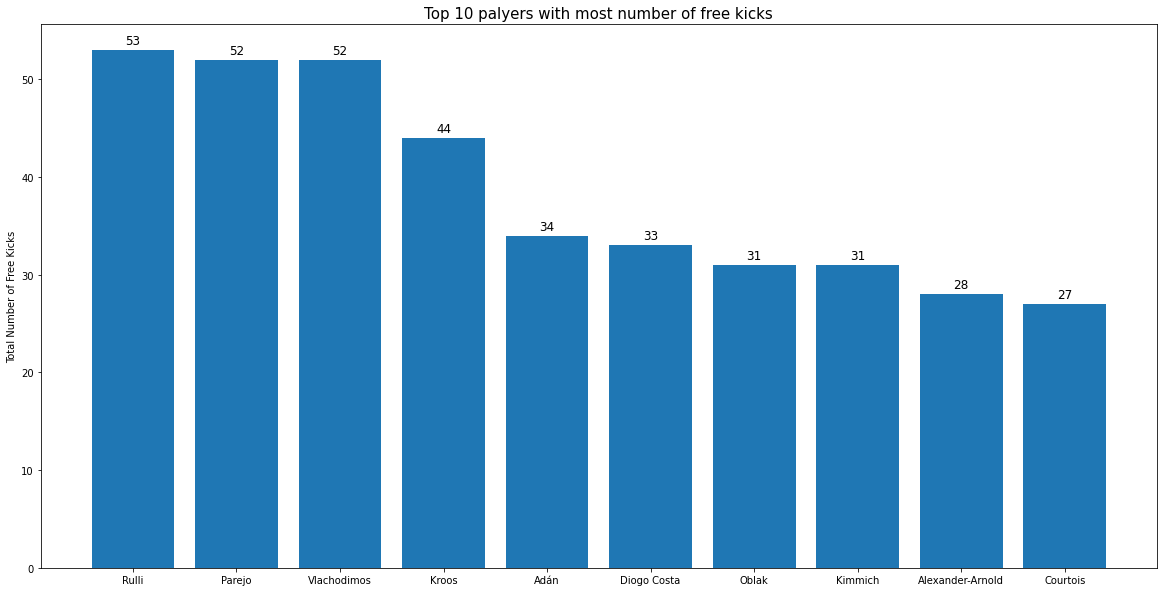 Top 10 palyers with most number of free kicks
Total Number of Free Kicks
50
40
30
20
10
0
53
52
52
44
34
33
31
31
28
27
Rulli
Parejo
Vlachodimos
Kroos
Adán
Diogo Costa
Oblak
Kimmich
Alexander-Arnold
Courtois